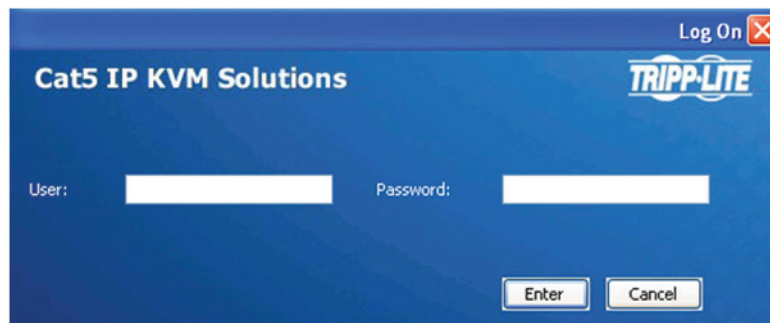 Log On
Cat5 IP KVM Solutions
TRIPP·LITE
User:
Password:
Enter
Cancel